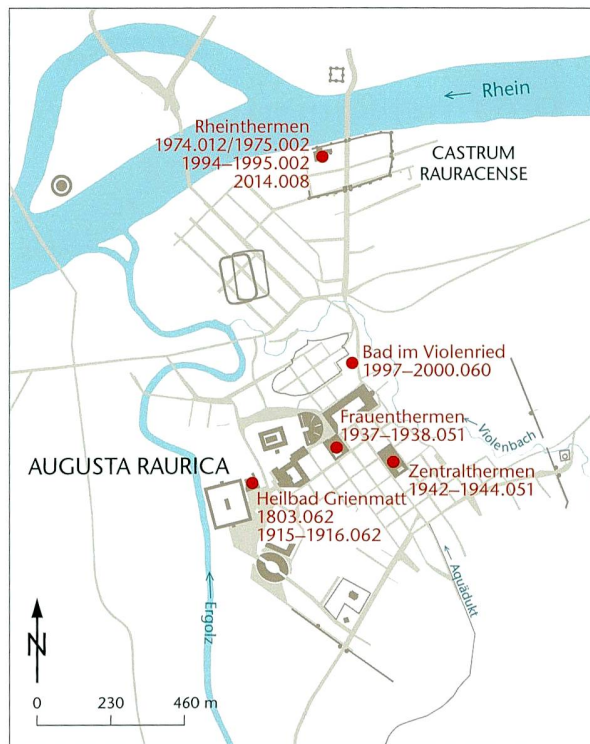 Rhein
Rheinthermen
1974.012/1975.002
1994–1995.002
2014.008
CASTRUM
RAURACENSE
Bad im Violenried
1997–2000.060
Frauenthermen
1937–1938.051
Violenbach
Zentralthermen
1942–1944.051
AUGUSTA RAURICA
Heilbad Grienmatt
1803.062
1915–1916.062
Aquädukt
Ergolz
N
0 230 460 m